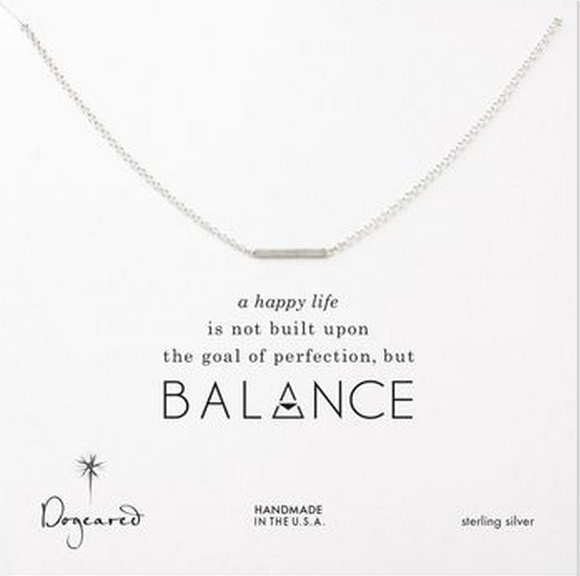 a happy life
is not built upon
the goal of perfection, but
BALANCE
Dogeared
HANDMADE
IN THE U.S.A.
sterling silver